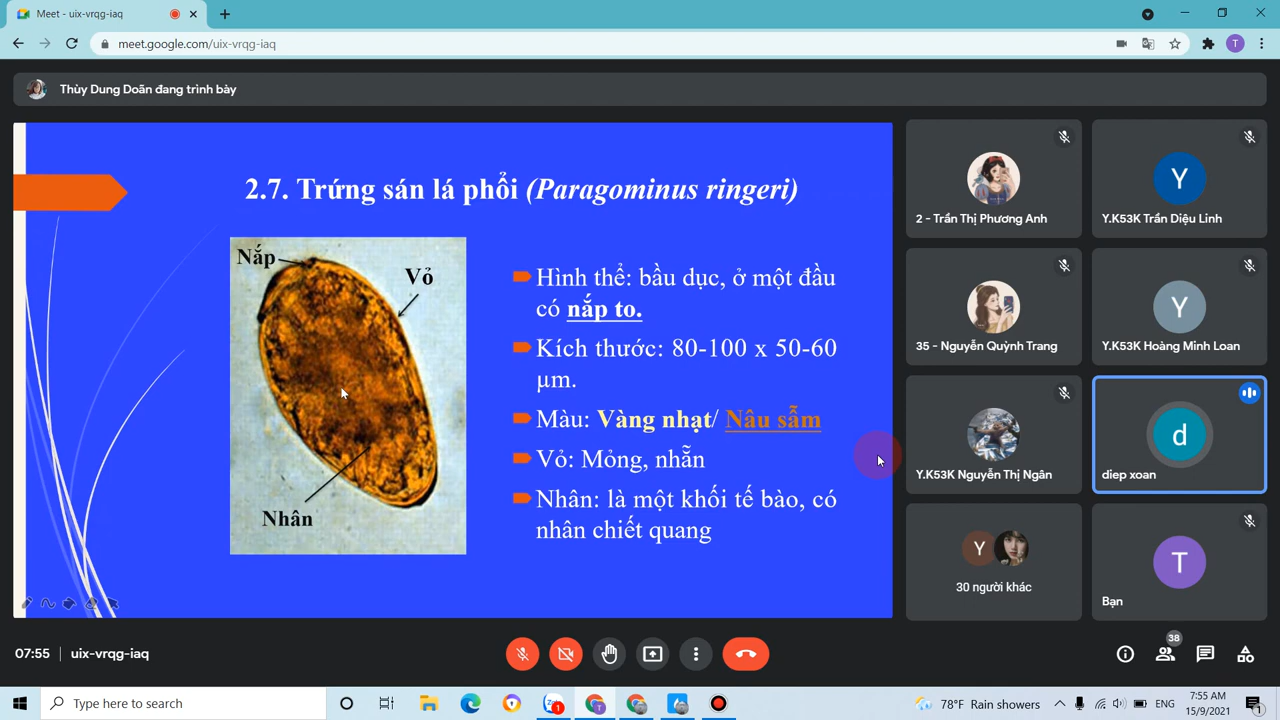 Meet - uix-vrqg-iaq
meet.google.com/uix-vrqg-iaq
T
Thùy Dung Doãn đang trình bày
2.7. Trứng sán lá phổi (Paragominus ringeri)
Nắp
Vỏ
Nhân
Hình thể: bầu dục, ở một đầu
có nắp to.
Kích thước: 80-100 x 50-60
µm.
Màu: Vàng nhạt/ Nâu sẫm
Vỏ: Mỏng, nhẵn
Nhân: là một khối tế bào, có
nhân chiết quang
2 - Trần Thị Phương Anh
Y
Y.K53K Trần Diệu Linh
35 - Nguyễn Quỳnh Trang
Y
Y.K53K Hoàng Minh Loan
Y.K53K Nguyễn Thị Ngân
d
diep xoan
Y
30 người khác
T
Bạn
07:55
uix-vrqg-iaq
38
Type here to search
1
78°F Rain showers
ENG
7:55 AM
15/9/2021
1